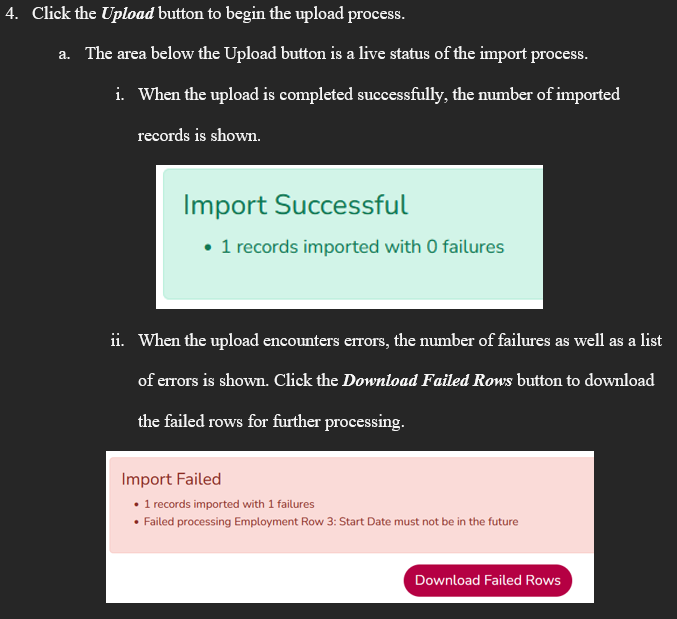 4. Click the Upload button to begin the upload process.
a. The area below the Upload button is a live status of the import process.
i. When the upload is completed successfully, the number of imported
records is shown.
Import Successful
• 1 records imported with 0 failures
ii. When the upload encounters errors, the number of failures as well as a list
of errors is shown. Click the Download Failed Rows button to download
the failed rows for further processing.
Import Failed
• 1 records imported with 1 failures
• Failed processing Employment Row 3: Start Date must not be in the future
Download Failed Rows